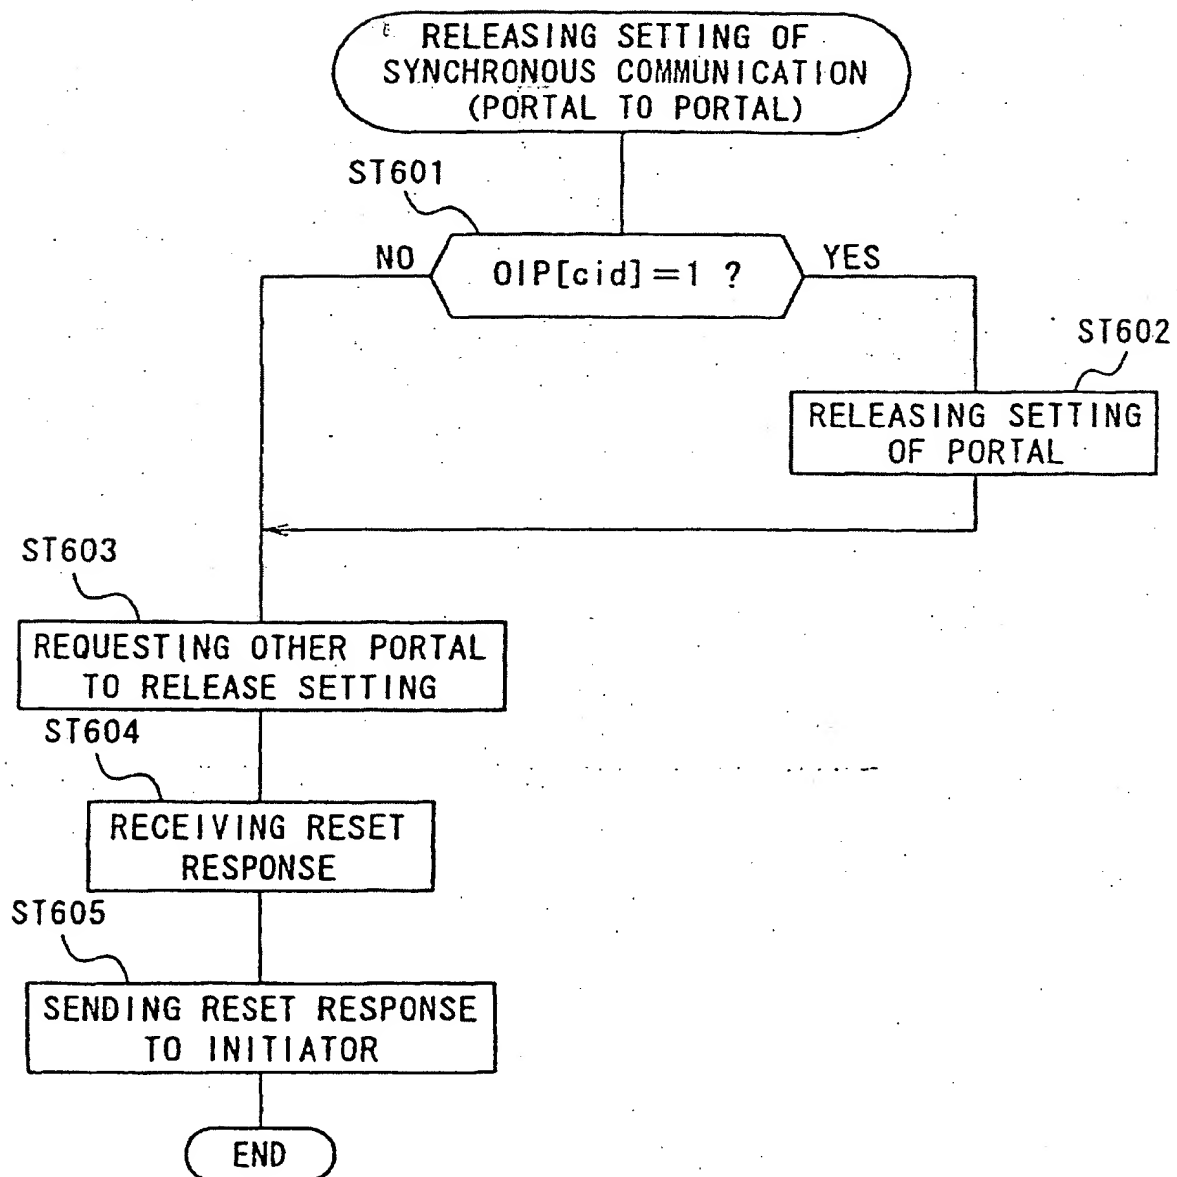 RELEASING SETTING OF
SYNCHRONOUS COMMUNICATION
(PORTAL TO PORTAL)
ST601
NO
OIP[cid]=1 ?
YES
ST602
RELEASING SETTING
OF PORTAL
ST603
REQUESTING OTHER PORTAL
TO RELEASE SETTING
ST604
RECEIVING RESET
RESPONSE
ST605
SENDING RESET RESPONSE
TO INITIATOR
END